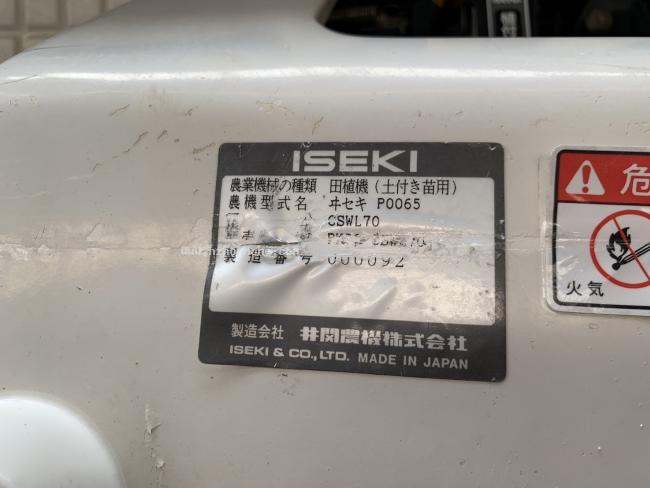 ISEKI
農業機械の種類 田植機(土付き苗用)
農機型式名 ヰセキ P0065
CSWL70
製造番号 000092
製造会社 井関農機株式会社
ISEKI & CO., LTD. MADE IN JAPAN
危
火気